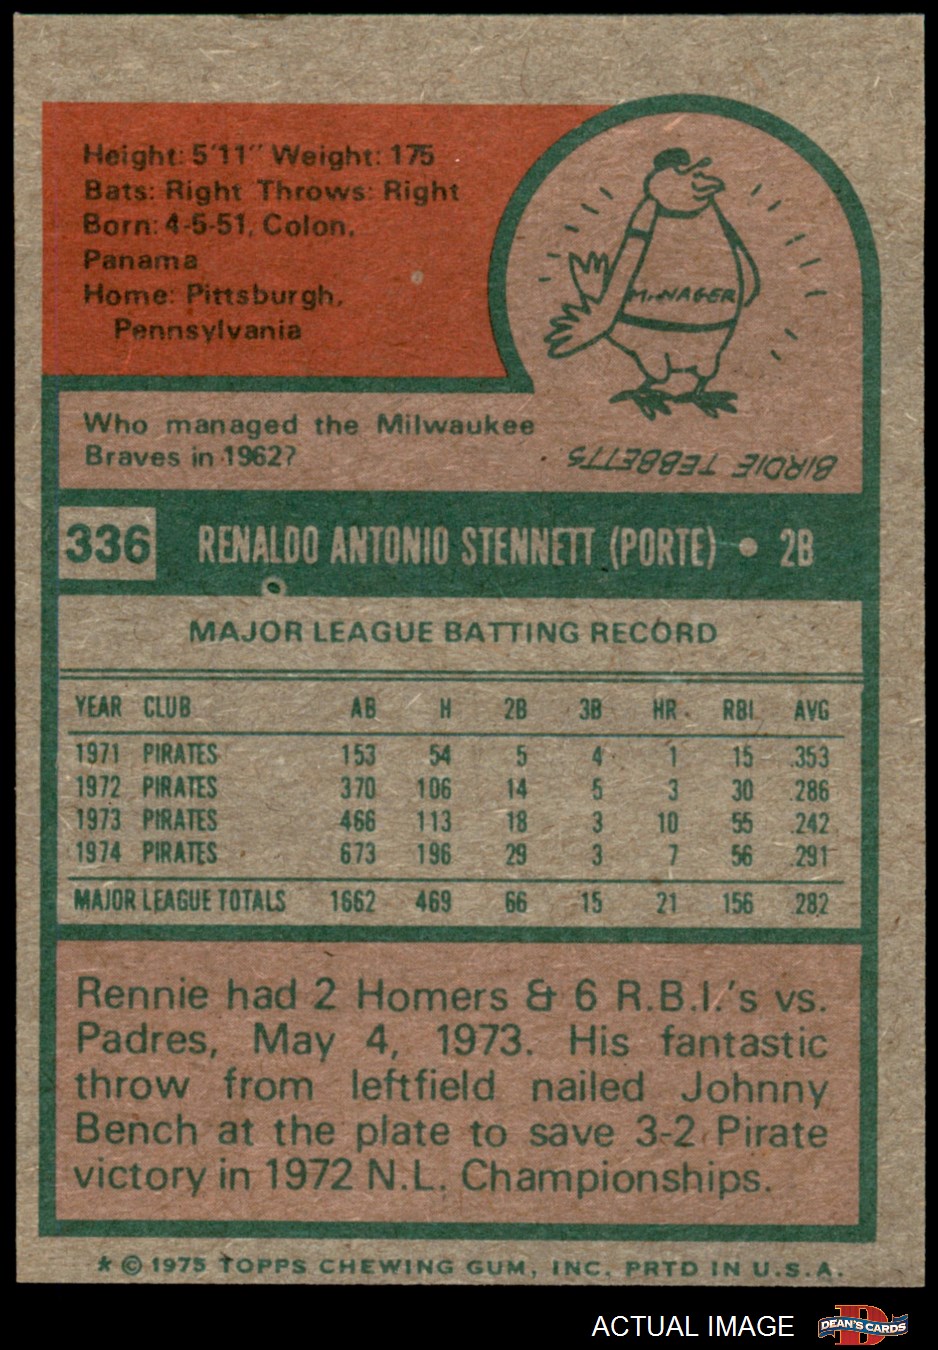 Height: 5'11" Weight: 175
Bats: Right Throws: Right
Born: 4-5-51, Colon,
Panama
Home: Pittsburgh,
Pennsylvania
MANAGER
Who managed the Milwaukee
Braves in 1962?
BIRDIE TEBBETTS
336 RENALDO ANTONIO STENNETT (PORTE) • 2B
MAJOR LEAGUE BATTING RECORD
YEAR CLUB AB H 2B 3B HR RBI AVG
1971 PIRATES 153 54 5 4 1 15 .353
1972 PIRATES 370 106 14 5 3 30 .286
1973 PIRATES 466 113 18 3 10 55 .242
1974 PIRATES 673 196 29 3 7 56 .291
MAJOR LEAGUE TOTALS 1662 469 66 15 21 156 .282
Rennie had 2 Homers & 6 R.B.I.'s vs.
Padres, May 4, 1973. His fantastic
throw from leftfield nailed Johnny
Bench at the plate to save 3-2 Pirate
victory in 1972 N.L. Championships.
* © 1975 TOPPS CHEWING GUM, INC. PRTD IN U.S.A.
ACTUAL IMAGE
DEAN'S CARDS